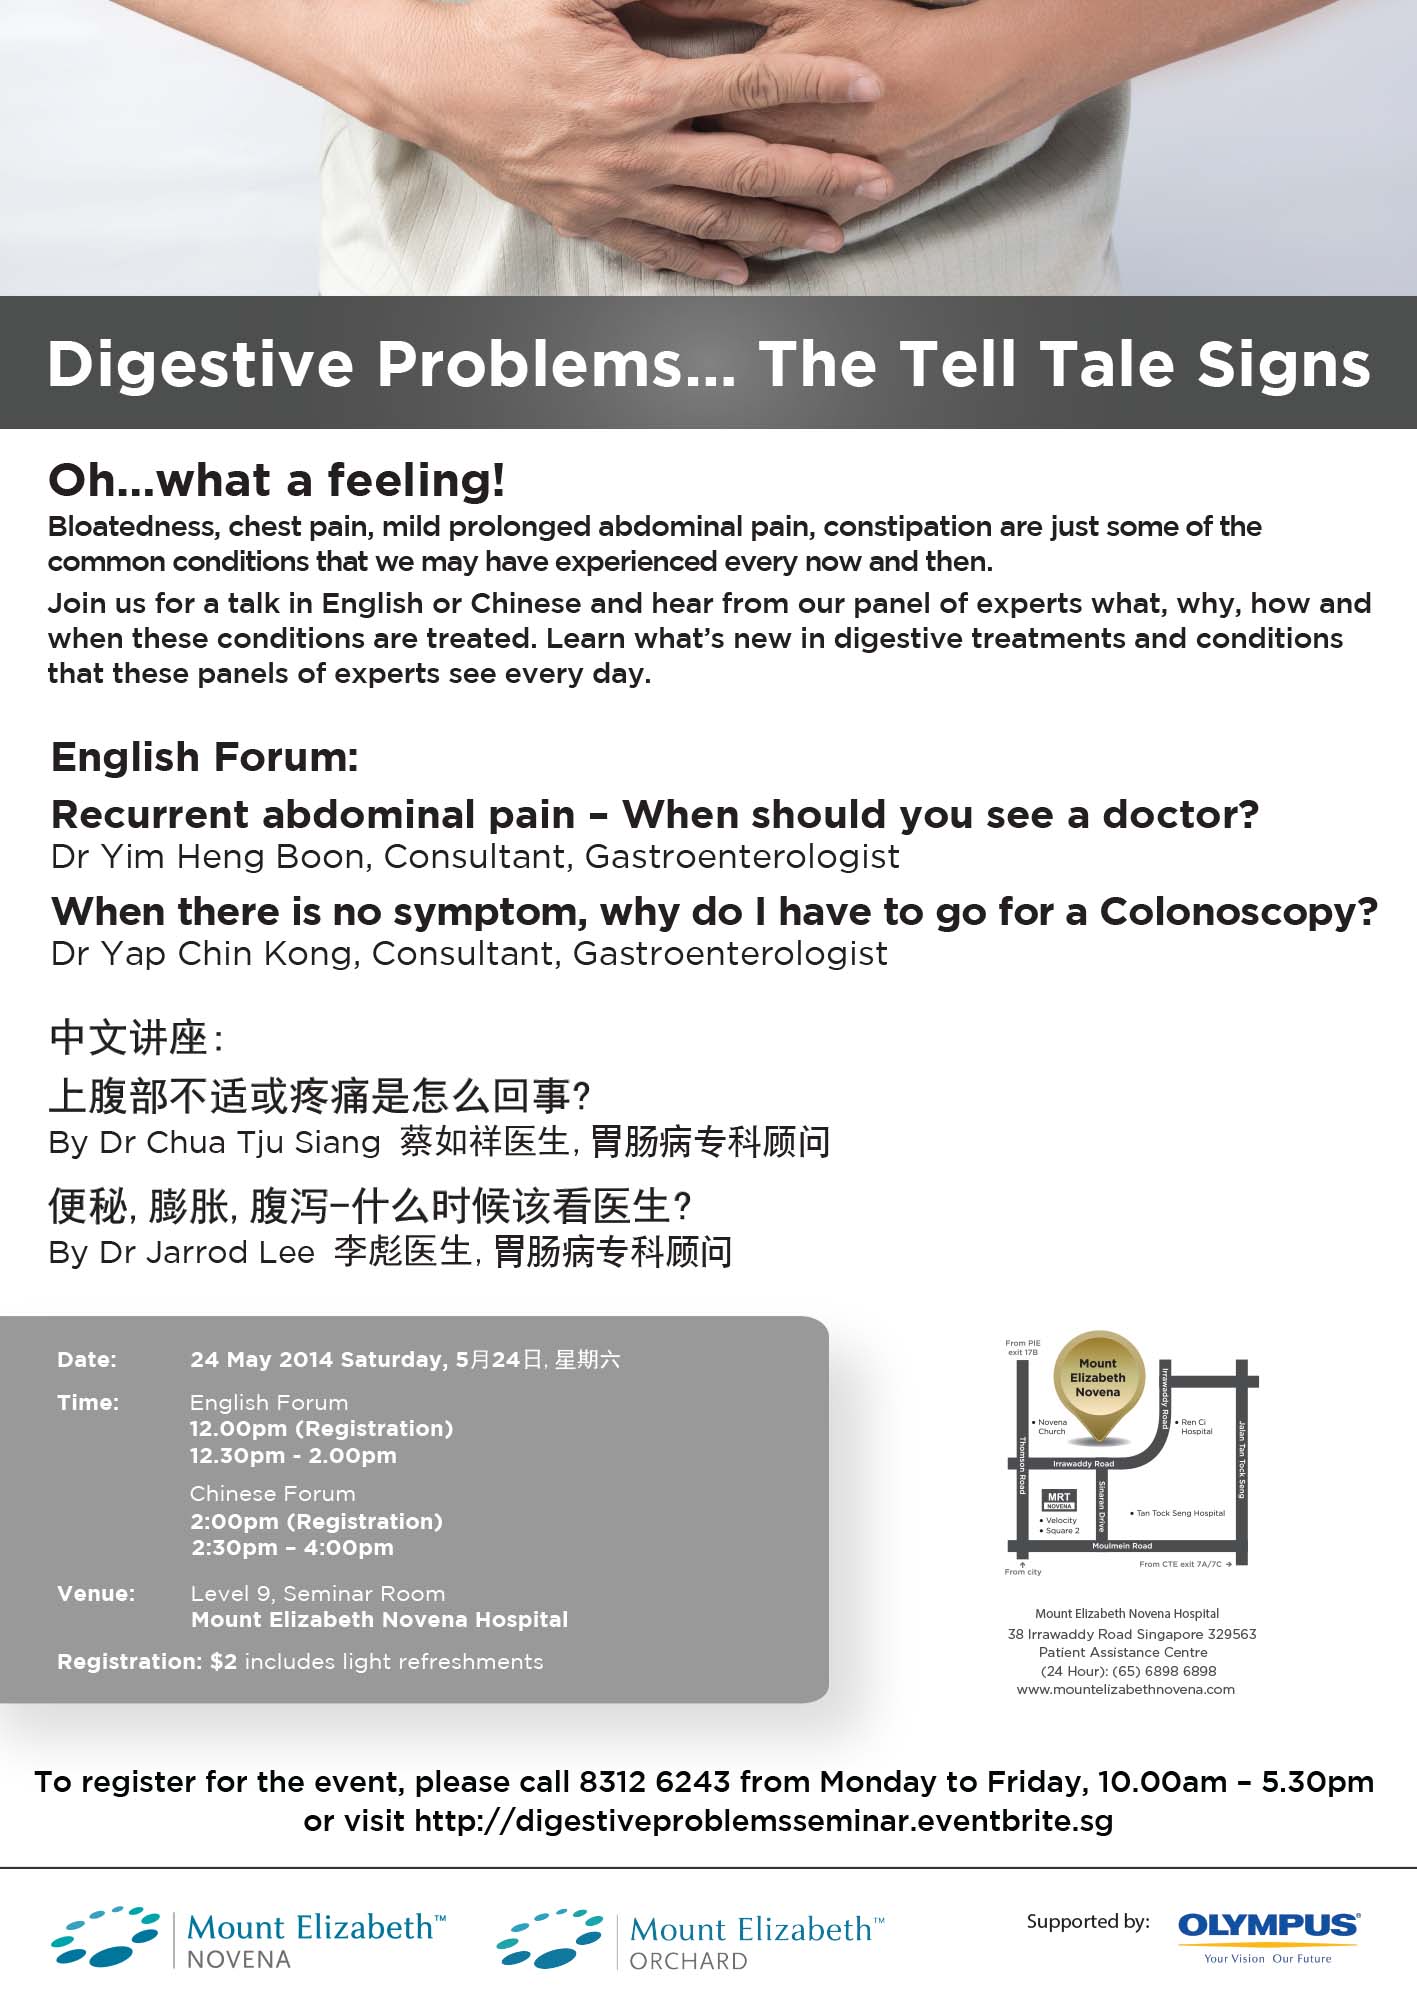 Digestive Problems... The Tell Tale Signs
Oh...what a feeling!
Bloatedness, chest pain, mild prolonged abdominal pain, constipation are just some of the
common conditions that we may have experienced every now and then.
Join us for a talk in English or Chinese and hear from our panel of experts what, why, how and
when these conditions are treated. Learn what's new in digestive treatments and conditions
that these panels of experts see every day.
English Forum:
Recurrent abdominal pain – When should you see a doctor?
Dr Yim Heng Boon, Consultant, Gastroenterologist
When there is no symptom, why do I have to go for a Colonoscopy?
Dr Yap Chin Kong, Consultant, Gastroenterologist
中文讲座:
上腹部不适或疼痛是怎么回事?
By Dr Chua Tju Siang 蔡如祥医生, 胃肠病专科顾问
便秘, 膨胀, 腹泻-什么时候该看医生?
By Dr Jarrod Lee 李彪医生, 胃肠病专科顾问
Date: 24 May 2014 Saturday, 5月24日, 星期六
Time: English Forum
12.00pm (Registration)
12.30pm - 2.00pm
Chinese Forum
2:00pm (Registration)
2:30pm – 4:00pm
Venue: Level 9, Seminar Room
Mount Elizabeth Novena Hospital
Registration: $2 includes light refreshments
From PIE
exit 17B
Mount
Elizabeth
Novena
Irrawaddy Road
• Novena
Church
• Ren Ci
Hospital
Thomson Road
Jalan Tan Tock Seng
Irrawaddy Road
MRT
NOVENA
Sinaran Drive
• Velocity
• Square 2
• Tan Tock Seng Hospital
Moulmein Road
↑
From city
From CTE exit 7A/7C →
Mount Elizabeth Novena Hospital
38 Irrawaddy Road Singapore 329563
Patient Assistance Centre
(24 Hour): (65) 6898 6898
www.mountelizabethnovena.com
To register for the event, please call 8312 6243 from Monday to Friday, 10.00am – 5.30pm
or visit http://digestiveproblemsseminar.eventbrite.sg
Mount Elizabeth™
NOVENA
Mount Elizabeth™
ORCHARD
Supported by:
OLYMPUS®
Your Vision Our Future